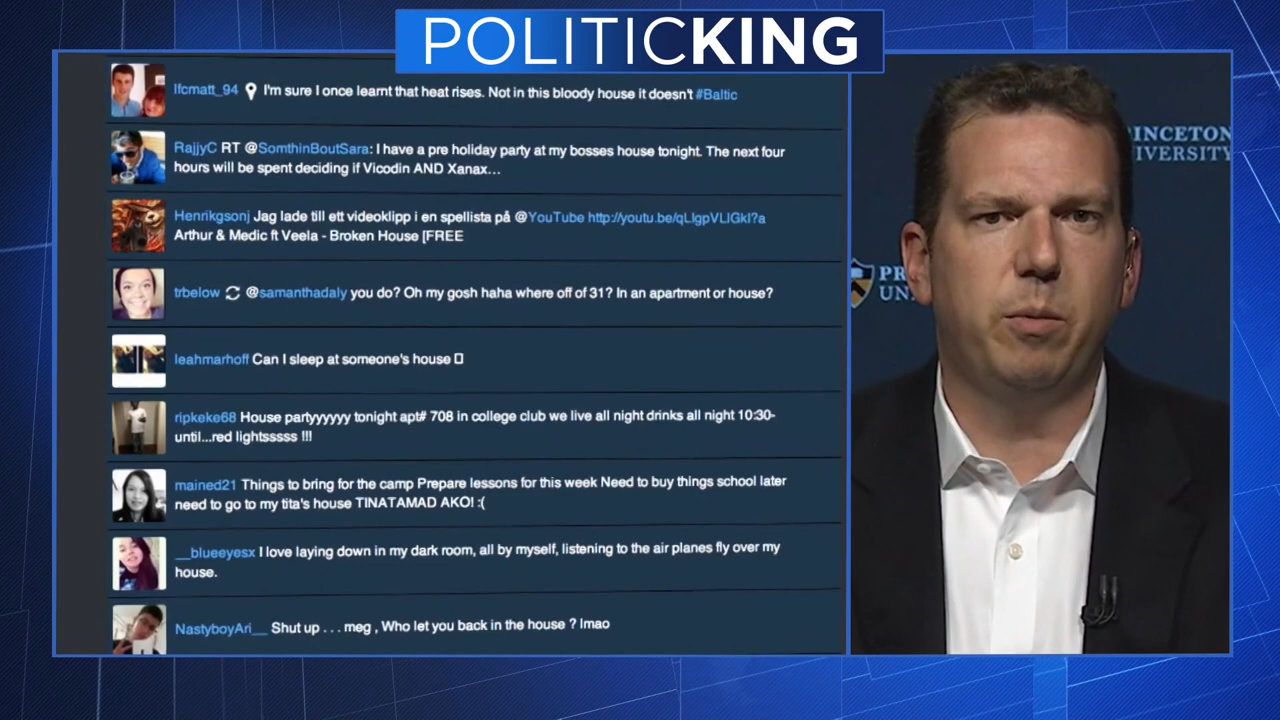 POLITICKING
lfcmatt_94 I'm sure I once learnt that heat rises. Not in this bloody house it doesn't #Baltic
RajjyC RT @SomthinBoutSara: I have a pre holiday party at my bosses house tonight. The next four
hours will be spent deciding if Vicodin AND Xanax...
Henrikgsonj Jag lade till ett videoklipp i en spellista på @YouTube http://youtu.be/qLIgpVLIGkI?a
Arthur & Medic ft Veela - Broken House [FREE
trbelow @samanthadaly you do? Oh my gosh haha where off of 31? In an apartment or house?
leahmarhoff Can I sleep at someone's house
ripkeke68 House partyyyyyy tonight apt# 708 in college club we live all night drinks all night 10:30-
until...red lightsssss !!!
mained21 Things to bring for the camp Prepare lessons for this week Need to buy things school later
need to go to my tita's house TINATAMAD AKO! :(
__blueeyesx I love laying down in my dark room, all by myself, listening to the air planes fly over my
house.
NastyboyAri__ Shut up . . . meg , Who let you back in the house ? lmao
RINCETON
IVERSITY
PR
UN